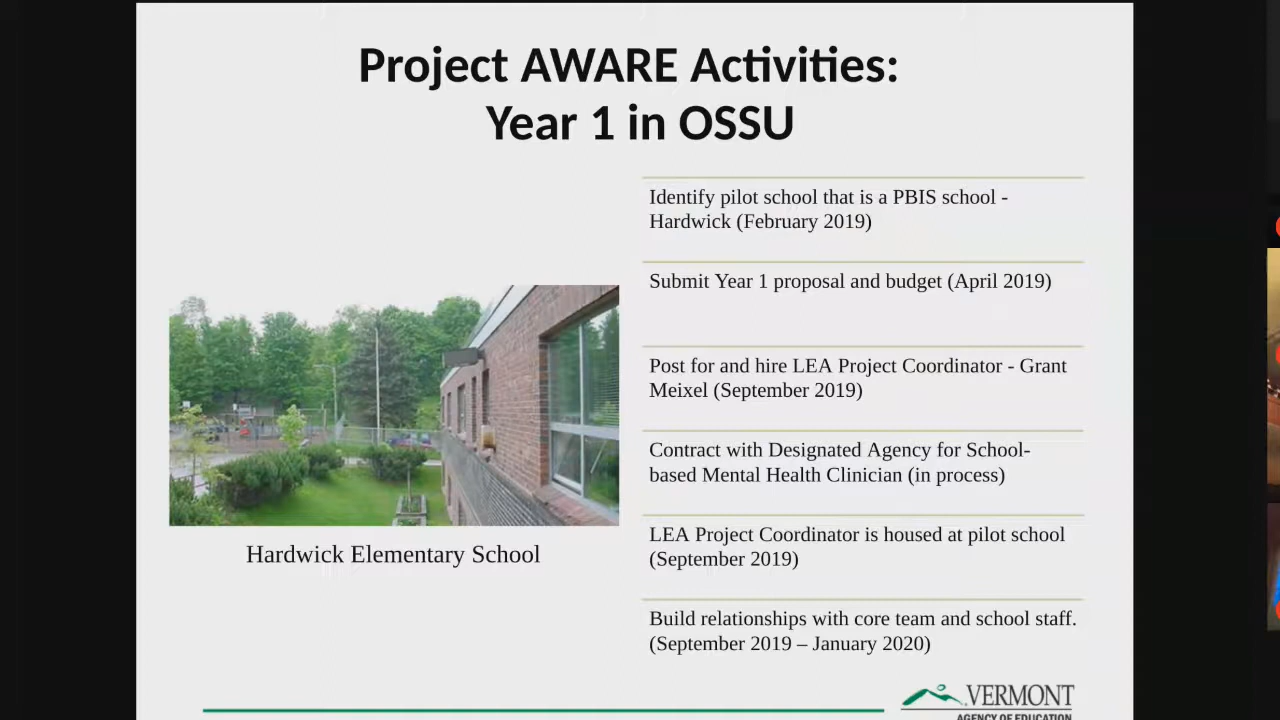 Project AWARE Activities:
Year 1 in OSSU
Identify pilot school that is a PBIS school -
Hardwick (February 2019)
Submit Year 1 proposal and budget (April 2019)
Post for and hire LEA Project Coordinator - Grant
Meixel (September 2019)
Contract with Designated Agency for School-
based Mental Health Clinician (in process)
LEA Project Coordinator is housed at pilot school
(September 2019)
Build relationships with core team and school staff.
(September 2019 – January 2020)
Hardwick Elementary School
VERMONT
AGENCY OF EDUCATION